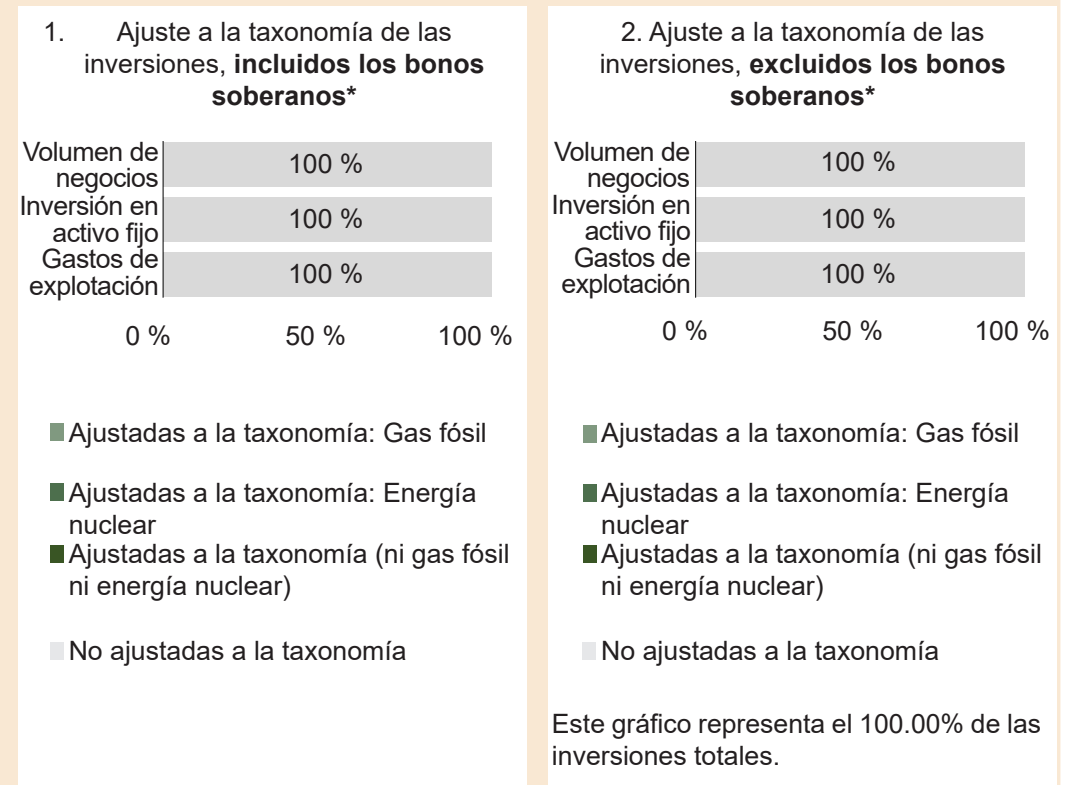 1. Ajuste a la taxonomía de las
inversiones, incluidos los bonos
soberanos*
Volumen de
negocios
100 %
Inversión en
activo fijo
100 %
Gastos de
explotación
100 %
0 % 50 % 100 %
Ajustadas a la taxonomía: Gas fósil
Ajustadas a la taxonomía: Energía
nuclear
Ajustadas a la taxonomía (ni gas fósil
ni energía nuclear)
No ajustadas a la taxonomía
2. Ajuste a la taxonomía de las
inversiones, excluidos los bonos
soberanos*
Volumen de
negocios
100 %
Inversión en
activo fijo
100 %
Gastos de
explotación
100 %
0 % 50 % 100 %
Ajustadas a la taxonomía: Gas fósil
Ajustadas a la taxonomía: Energía
nuclear
Ajustadas a la taxonomía (ni gas fósil
ni energía nuclear)
No ajustadas a la taxonomía
Este gráfico representa el 100.00% de las
inversiones totales.